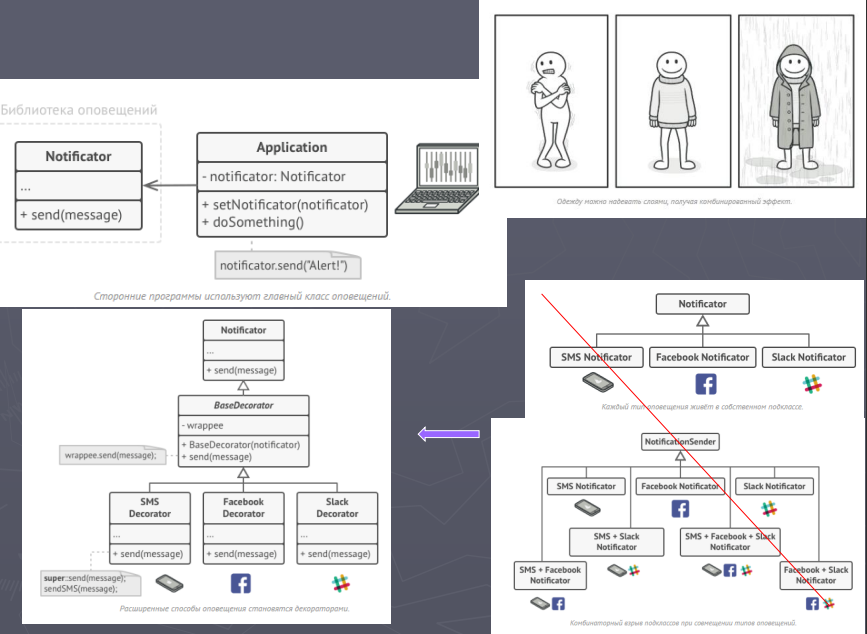 Библиотека оповещений
Notificator
...
+ send(message)
Application
- notificator: Notificator
+ setNotificator(notificator)
+ doSomething()
notificator.send("Alert!")
Сторонние программы используют главный класс оповещений.
Одежду можно надевать слоями, получая комбинированный эффект.
Notificator
...
+ send(message)
BaseDecorator
- wrappee
+ BaseDecorator(notificator)
+ send(message)
wrappee.send(message);
SMS
Decorator
...
+ send(message)
Facebook
Decorator
...
+ send(message)
Slack
Decorator
...
+ send(message)
super::send(message);
sendSMS(message);
Расширенные способы оповещения становятся декораторами.
Notificator
SMS Notificator
Facebook Notificator
Slack Notificator
Каждый тип оповещения живёт в собственном подклассе.
NotificationSender
SMS Notificator
Facebook Notificator
Slack Notificator
SMS + Slack
Notificator
SMS + Facebook + Slack
Notificator
SMS + Facebook
Notificator
Facebook + Slack
Notificator
Комбинаторный взрыв подклассов при совмещении типов оповещений.